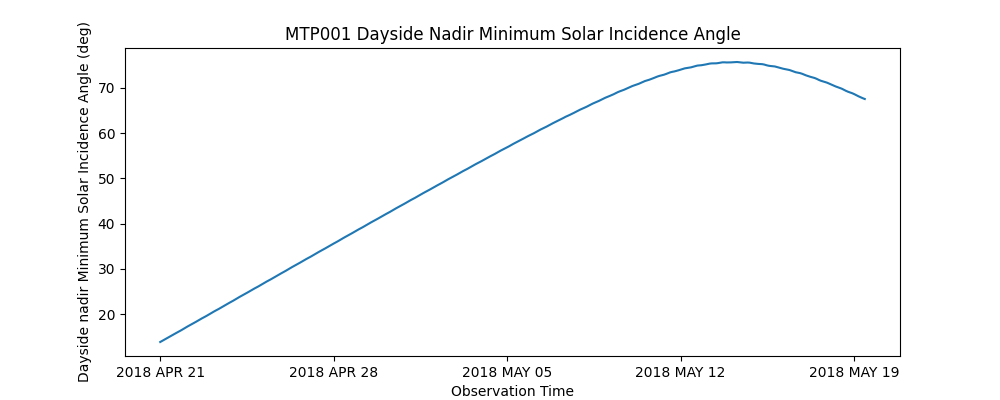 MTP001 Dayside Nadir Minimum Solar Incidence Angle
Dayside nadir Minimum Solar Incidence Angle (deg)
70
60
50
40
30
20
2018 APR 21
2018 APR 28
2018 MAY 05
2018 MAY 12
2018 MAY 19
Observation Time